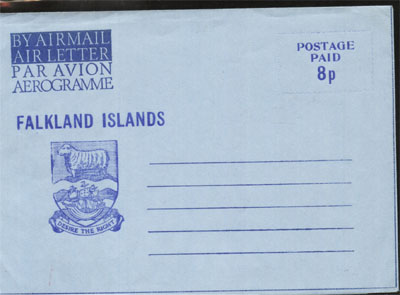 BY AIRMAIL
AIR LETTER
PAR AVION
AEROGRAMME
POSTAGE
PAID
8p
FALKLAND ISLANDS
DESIRE THE RIGHT